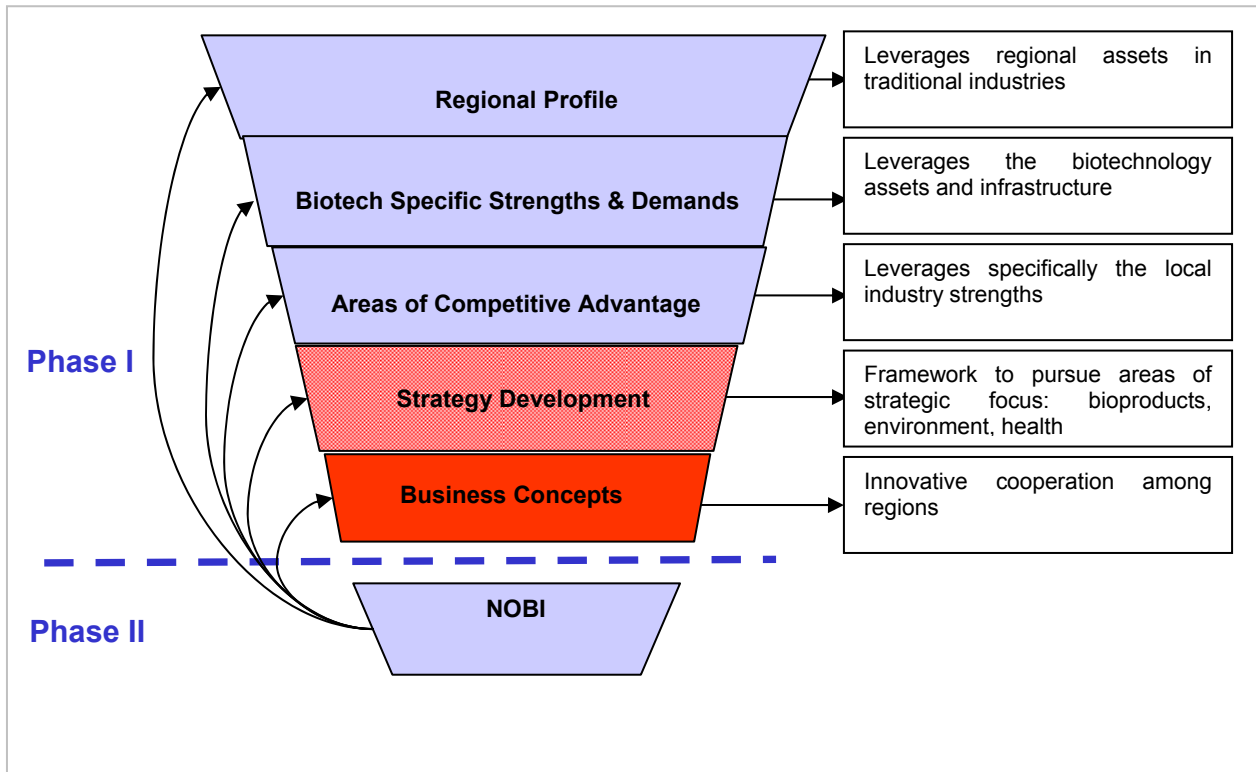 Regional Profile
Leverages regional assets in
traditional industries
Biotech Specific Strengths & Demands
Leverages the biotechnology
assets and infrastructure
Areas of Competitive Advantage
Leverages specifically the local
industry strengths
Phase I
Strategy Development
Framework to pursue areas of
strategic focus: bioproducts,
environment, health
Business Concepts
Innovative cooperation among
regions
Phase II
NOBI